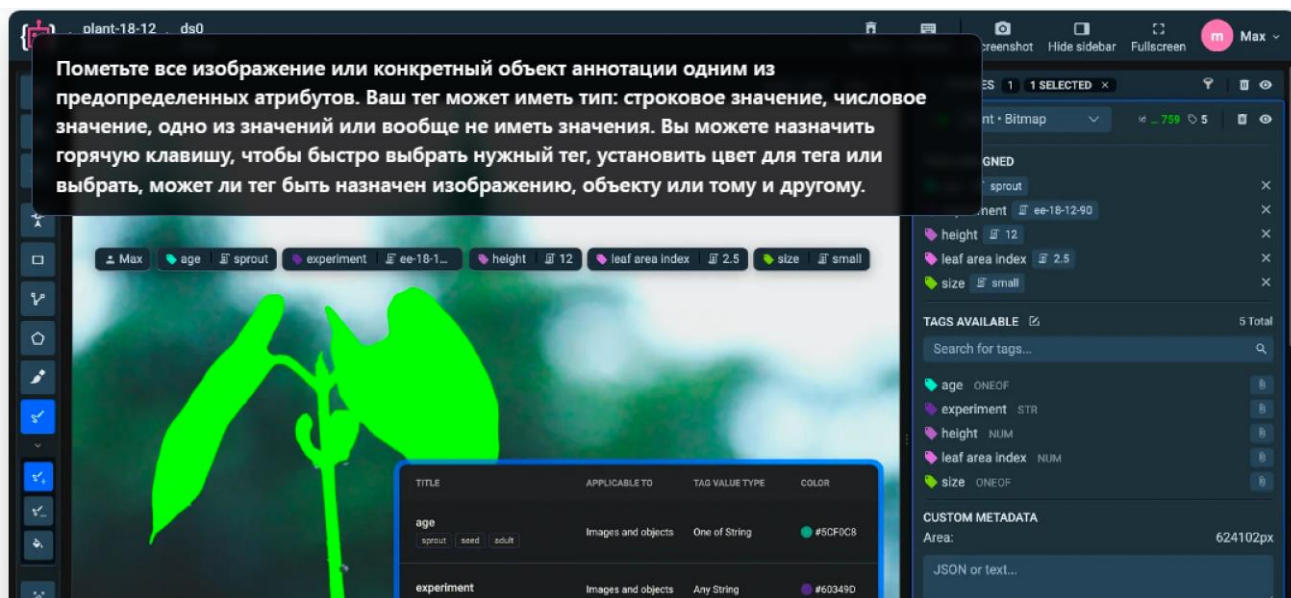 plant-18-12 ds0
Screenshot Hide sidebar Fullscreen m Max
Пометьте все изображение или конкретный объект аннотации одним из
предопределенных атрибутов. Ваш тег может иметь тип: строковое значение, числовое
значение, одно из значений или вообще не иметь значения. Вы можете назначить
горячую клавишу, чтобы быстро выбрать нужный тег, установить цвет для тега или
выбрать, может ли тег быть назначен изображению, объекту или тому и другому.
1 1 SELECTED ×
• Bitmap
759 5
sprout
ee-18-12-90
height 12
leaf area index 2.5
size small
Max age sprout experiment ee-18-1... height 12 leaf area index 2.5 size small
TAGS AVAILABLE 5 Total
Search for tags...
age ONEOF
experiment STR
height NUM
leaf area index NUM
size ONEOF
CUSTOM METADATA
Area: 624102px
JSON or text...
TITLE APPLICABLE TO TAG VALUE TYPE COLOR
age
sprout seed adult
Images and objects One of String #5CF0C8
experiment Images and objects Any String #60349D